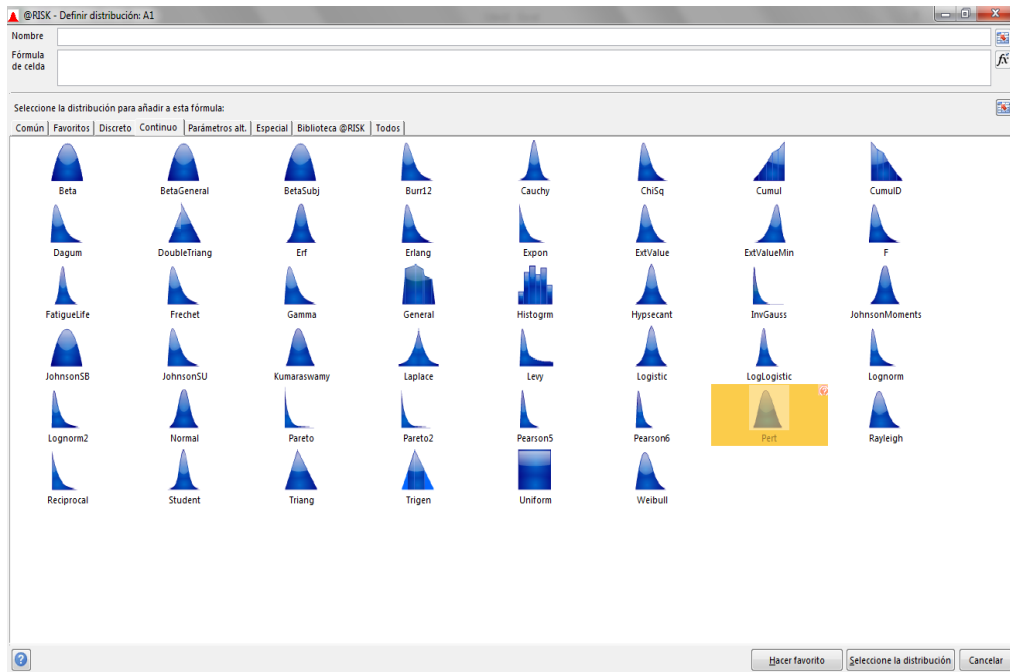 @RISK - Definir distribución: A1
Nombre
Fórmula
de celda
fx
Seleccione la distribución para añadir a esta fórmula:
Común Favoritos Discreto Continuo Parámetros alt. Especial Biblioteca @RISK Todos
Beta BetaGeneral BetaSubj Burr12 Cauchy ChiSq Cumul CumulD
Dagum DoubleTriang Erf Erlang Expon ExtValue ExtValueMin F
FatigueLife Frechet Gamma General Histogrm Hypsecant InvGauss JohnsonMoments
JohnsonSB JohnsonSU Kumaraswamy Laplace Levy Logistic LogLogistic Lognorm
Lognorm2 Normal Pareto Pareto2 Pearson5 Pearson6 Pert Rayleigh
Reciprocal Student Triang Trigen Uniform Weibull
? Hacer favorito Seleccione la distribución Cancelar